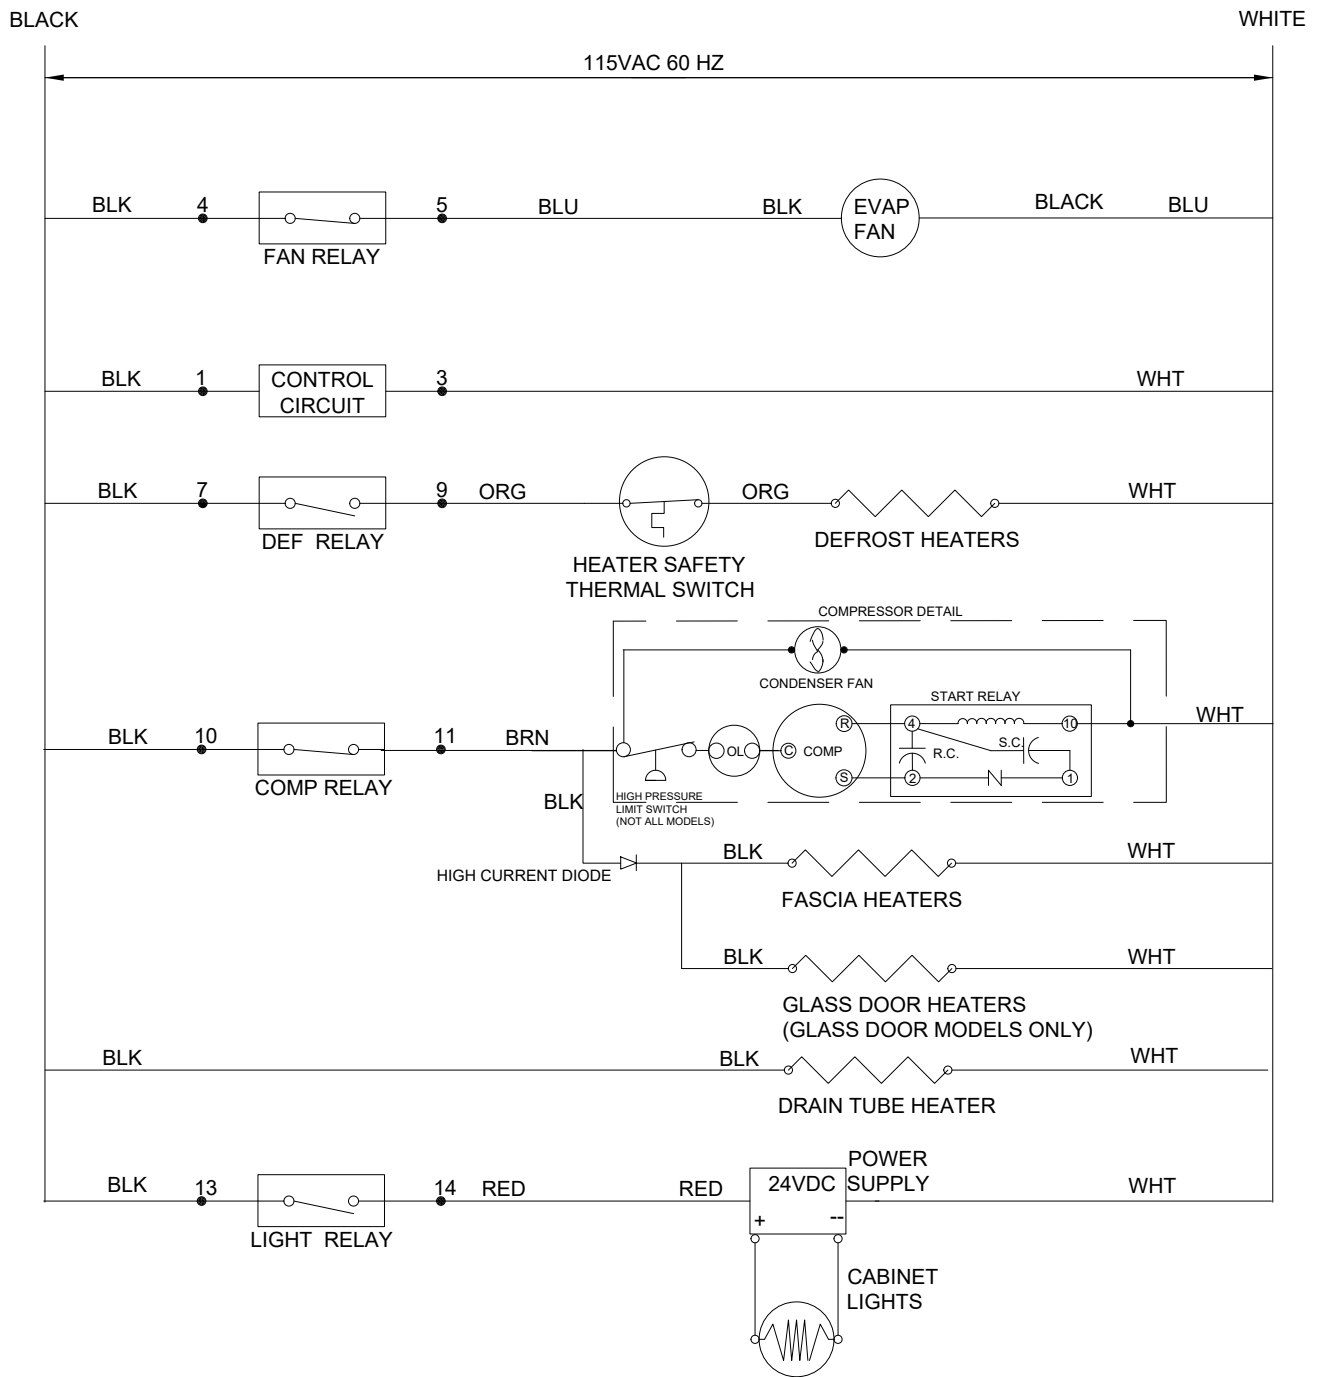 BLACK
WHITE
115VAC 60 HZ
BLK
4
5
BLU
BLK
EVAP
FAN
BLACK
BLU
FAN RELAY
BLK
1
CONTROL
CIRCUIT
3
WHT
BLK
7
9
ORG
ORG
WHT
DEF RELAY
HEATER SAFETY
THERMAL SWITCH
DEFROST HEATERS
COMPRESSOR DETAIL
CONDENSER FAN
START RELAY
BLK
10
11
BRN
OL
C
COMP
R
S
4
10
R.C.
S.C.
2
N
1
WHT
COMP RELAY
BLK
HIGH PRESSURE
LIMIT SWITCH
(NOT ALL MODELS)
HIGH CURRENT DIODE
BLK
WHT
FASCIA HEATERS
BLK
WHT
GLASS DOOR HEATERS
(GLASS DOOR MODELS ONLY)
BLK
BLK
WHT
DRAIN TUBE HEATER
BLK
13
14
RED
RED
24VDC
+
--
POWER
SUPPLY
WHT
LIGHT RELAY
CABINET
LIGHTS